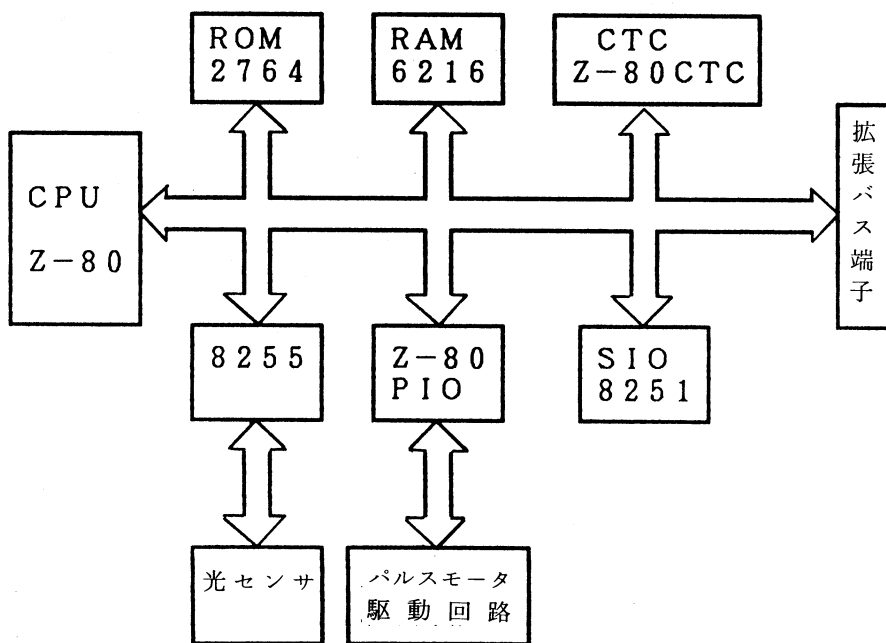 ROM
2764
RAM
6216
CTC
Z-80CTC
CPU
Z-80
拡張バス端子
8255
Z-80
PIO
SIO
8251
光センサ
パルスモータ
駆動回路